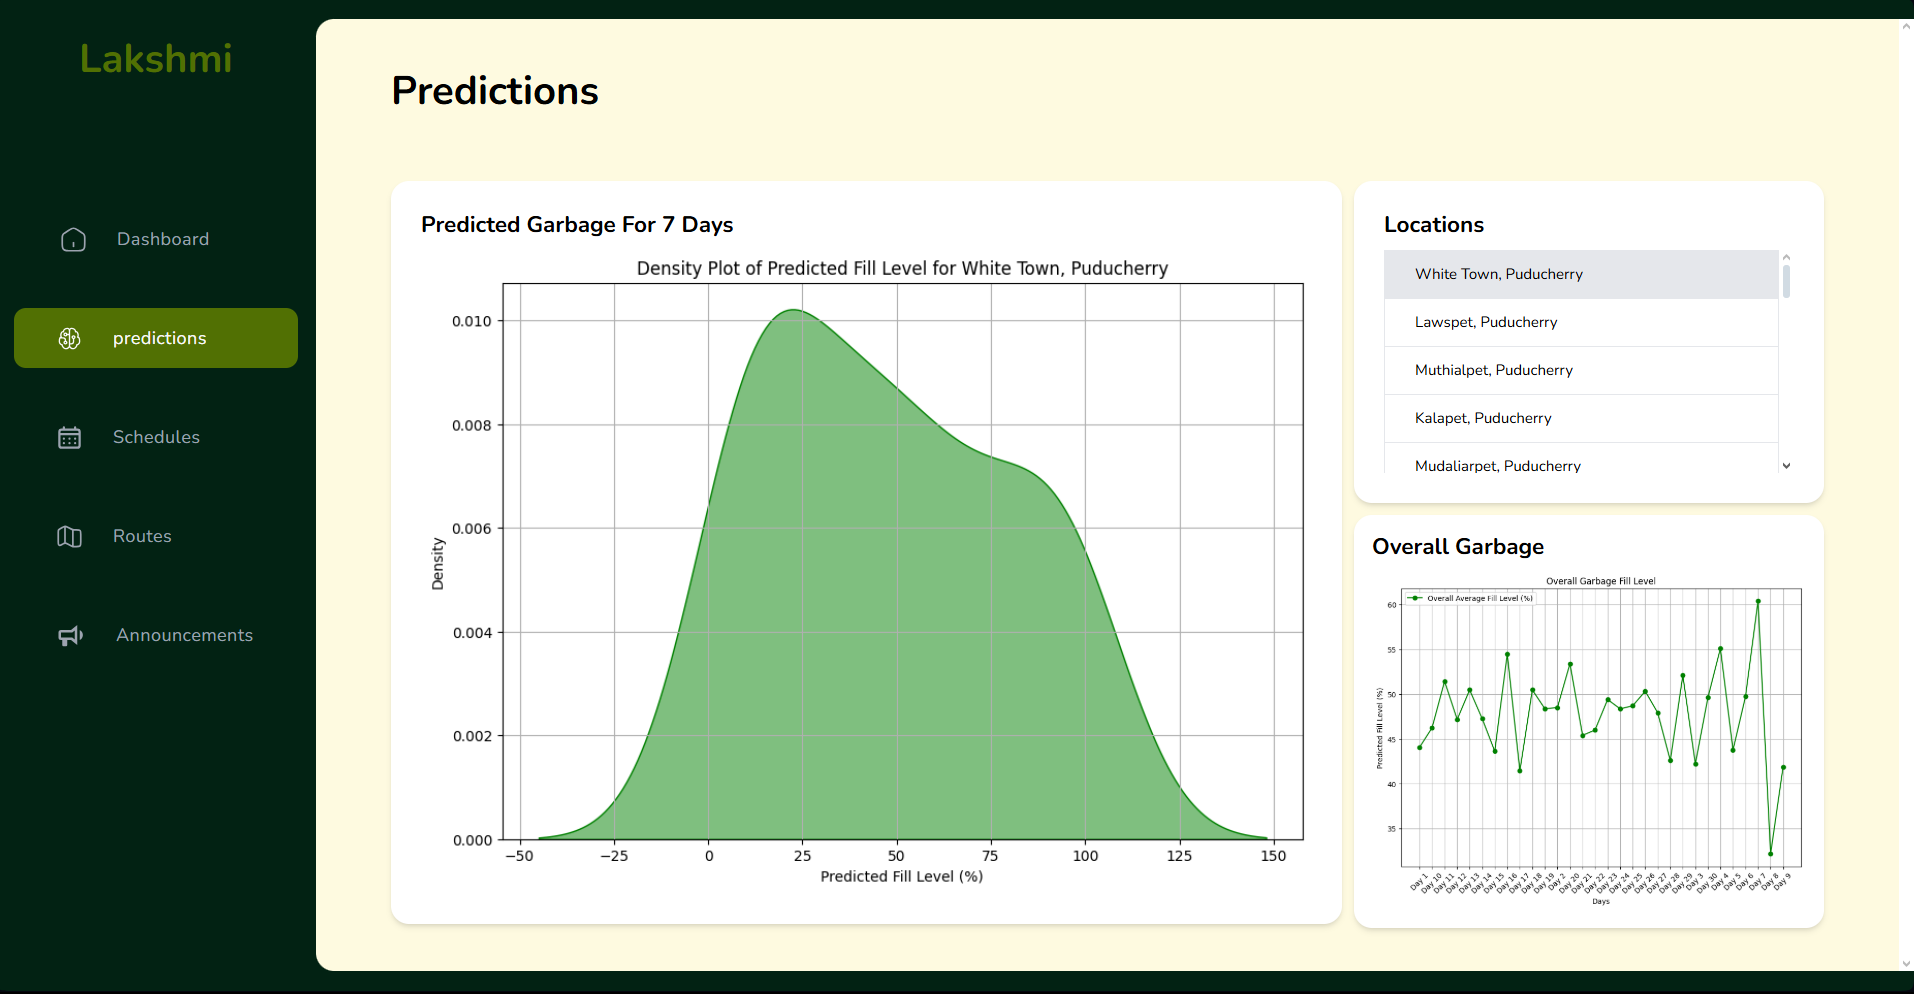 Lakshmi
Dashboard
predictions
Schedules
Routes
Announcements
Predictions
Predicted Garbage For 7 Days
Density Plot of Predicted Fill Level for White Town, Puducherry
0.010
0.008
0.006
0.004
0.002
0.000
Density
−50 −25 0 25 50 75 100 125 150
Predicted Fill Level (%)
Locations
White Town, Puducherry
Lawspet, Puducherry
Muthialpet, Puducherry
Kalapet, Puducherry
Mudaliarpet, Puducherry
Overall Garbage
Overall Garbage Fill Level
Overall Average Fill Level (%)
60
55
50
45
40
35
Predicted Fill Level (%)
Day 1 Day 10 Day 11 Day 12 Day 13 Day 14 Day 15 Day 16 Day 17 Day 18 Day 19 Day 2 Day 20 Day 21 Day 22 Day 23 Day 24 Day 25 Day 26 Day 27 Day 28 Day 29 Day 3 Day 30 Day 4 Day 5 Day 6 Day 7 Day 8 Day 9
Days